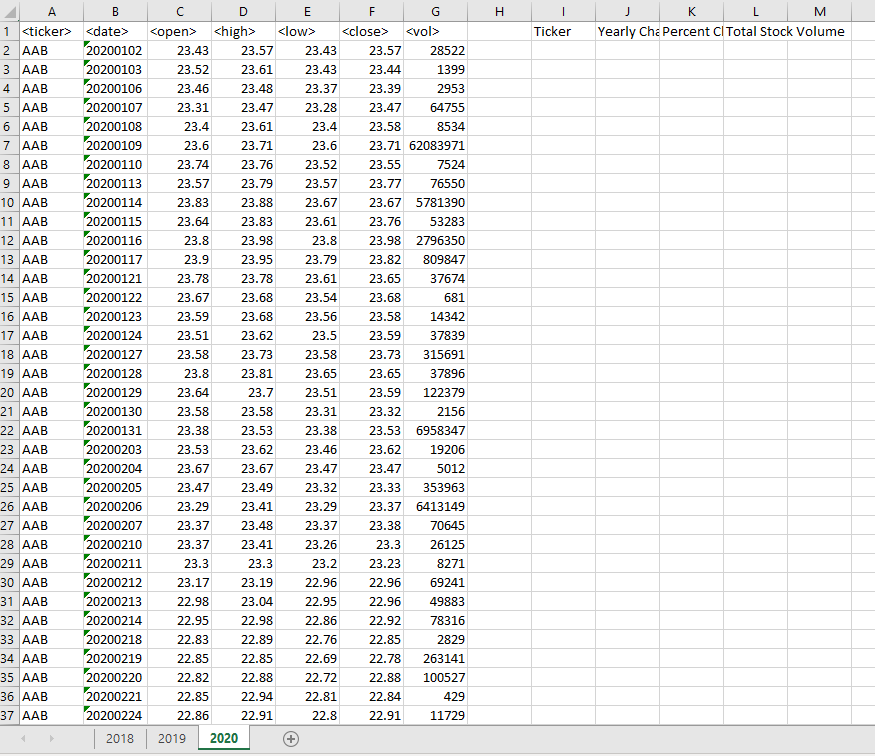 A B C D E F G H I J K L M
1 <ticker> <date> <open> <high> <low> <close> <vol> Ticker Yearly Cha Percent Cl Total Stock Volume
2 AAB 20200102 23.43 23.57 23.43 23.57 28522
3 AAB 20200103 23.52 23.61 23.43 23.44 1399
4 AAB 20200106 23.46 23.48 23.37 23.39 2953
5 AAB 20200107 23.31 23.47 23.28 23.47 64755
6 AAB 20200108 23.4 23.61 23.4 23.58 8534
7 AAB 20200109 23.6 23.71 23.6 23.71 62083971
8 AAB 20200110 23.74 23.76 23.52 23.55 7524
9 AAB 20200113 23.57 23.79 23.57 23.77 76550
10 AAB 20200114 23.83 23.88 23.67 23.67 5781390
11 AAB 20200115 23.64 23.83 23.61 23.76 53283
12 AAB 20200116 23.8 23.98 23.8 23.98 2796350
13 AAB 20200117 23.9 23.95 23.79 23.82 809847
14 AAB 20200121 23.78 23.78 23.61 23.65 37674
15 AAB 20200122 23.67 23.68 23.54 23.68 681
16 AAB 20200123 23.59 23.68 23.56 23.58 14342
17 AAB 20200124 23.51 23.62 23.5 23.59 37839
18 AAB 20200127 23.58 23.73 23.58 23.73 315691
19 AAB 20200128 23.8 23.81 23.65 23.65 37896
20 AAB 20200129 23.64 23.7 23.51 23.59 122379
21 AAB 20200130 23.58 23.58 23.31 23.32 2156
22 AAB 20200131 23.38 23.53 23.38 23.53 6958347
23 AAB 20200203 23.53 23.62 23.46 23.62 19206
24 AAB 20200204 23.67 23.67 23.47 23.47 5012
25 AAB 20200205 23.47 23.49 23.32 23.33 353963
26 AAB 20200206 23.29 23.41 23.29 23.37 6413149
27 AAB 20200207 23.37 23.48 23.37 23.38 70645
28 AAB 20200210 23.37 23.41 23.26 23.3 26125
29 AAB 20200211 23.3 23.3 23.2 23.23 8271
30 AAB 20200212 23.17 23.19 22.96 22.96 69241
31 AAB 20200213 22.98 23.04 22.95 22.96 49883
32 AAB 20200214 22.95 22.98 22.86 22.92 78316
33 AAB 20200218 22.83 22.89 22.76 22.85 2829
34 AAB 20200219 22.85 22.85 22.69 22.78 263141
35 AAB 20200220 22.82 22.88 22.72 22.88 100527
36 AAB 20200221 22.85 22.94 22.81 22.84 429
37 AAB 20200224 22.86 22.91 22.8 22.91 11729
2018 2019 2020